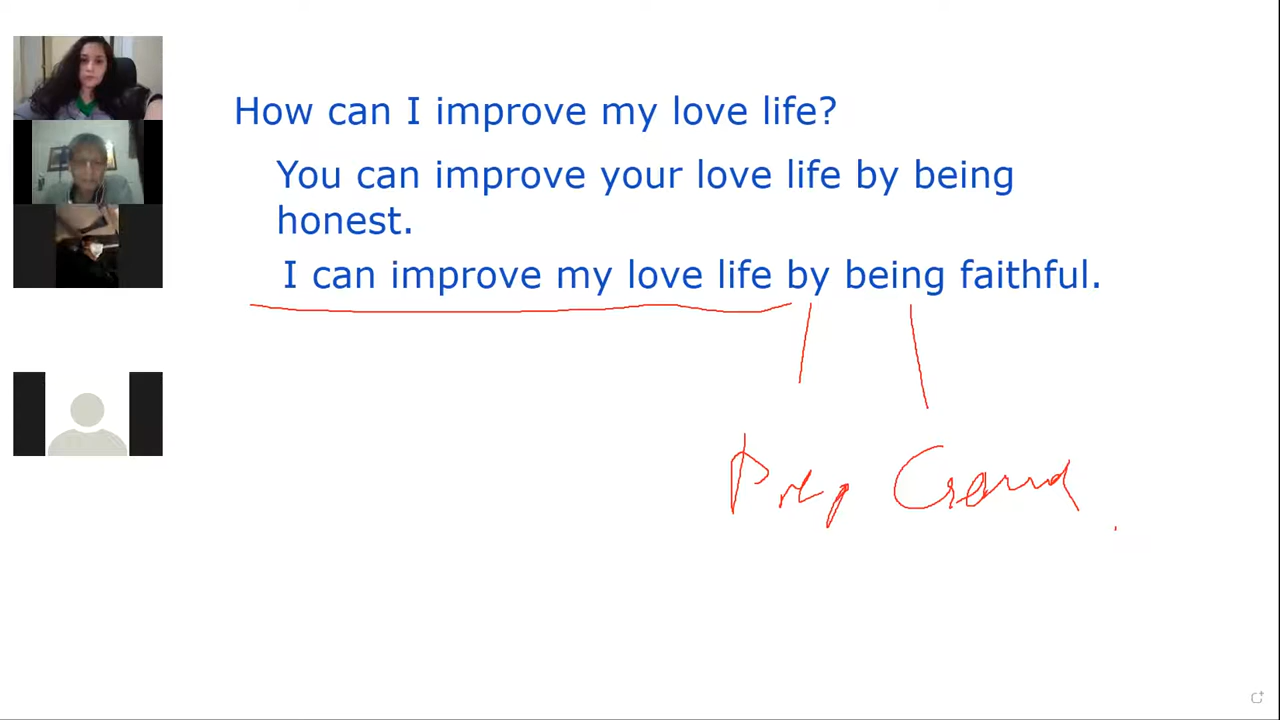 How can I improve my love life?
You can improve your love life by being
honest.
I can improve my love life by being faithful.
Prep Gerund